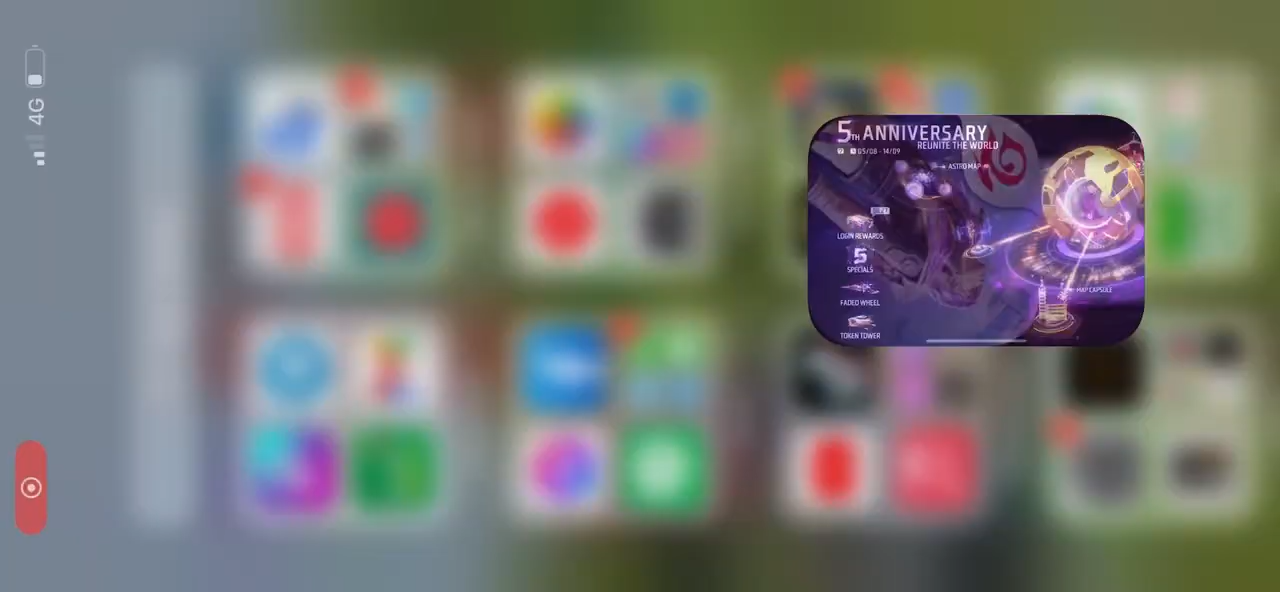 4G
5TH ANNIVERSARY
REUNITE THE WORLD
05/08 - 14/09
ASTRO MAP
LOGIN REWARDS
5
SPECIALS
FADED WHEEL
MAP CAPSULE
TOKEN TOWER